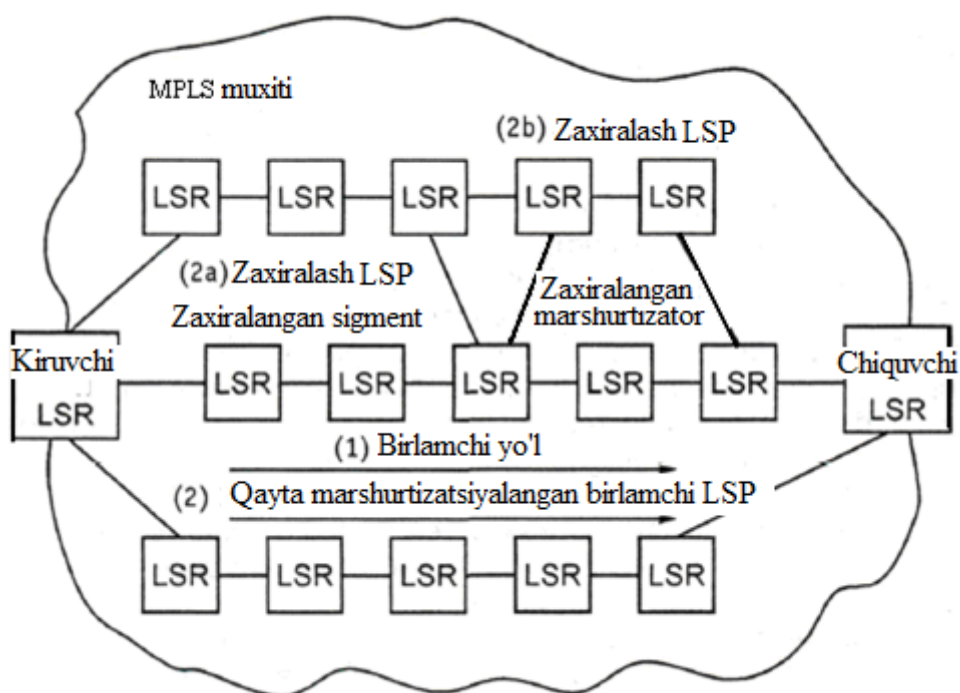 MPLS muxiti
(2b) Zaxiralash LSP
LSR LSR LSR LSR LSR
(2a) Zaxiralash LSP
Zaxiralangan sigment
Zaxiralangan
marshurtizator
Kiruvchi
LSR
LSR LSR LSR LSR LSR
Chiquvchi
LSR
(1) Birlamchi yo'l
(2) Qayta marshurtizatsiyalangan birlamchi LSP
LSR LSR LSR LSR LSR